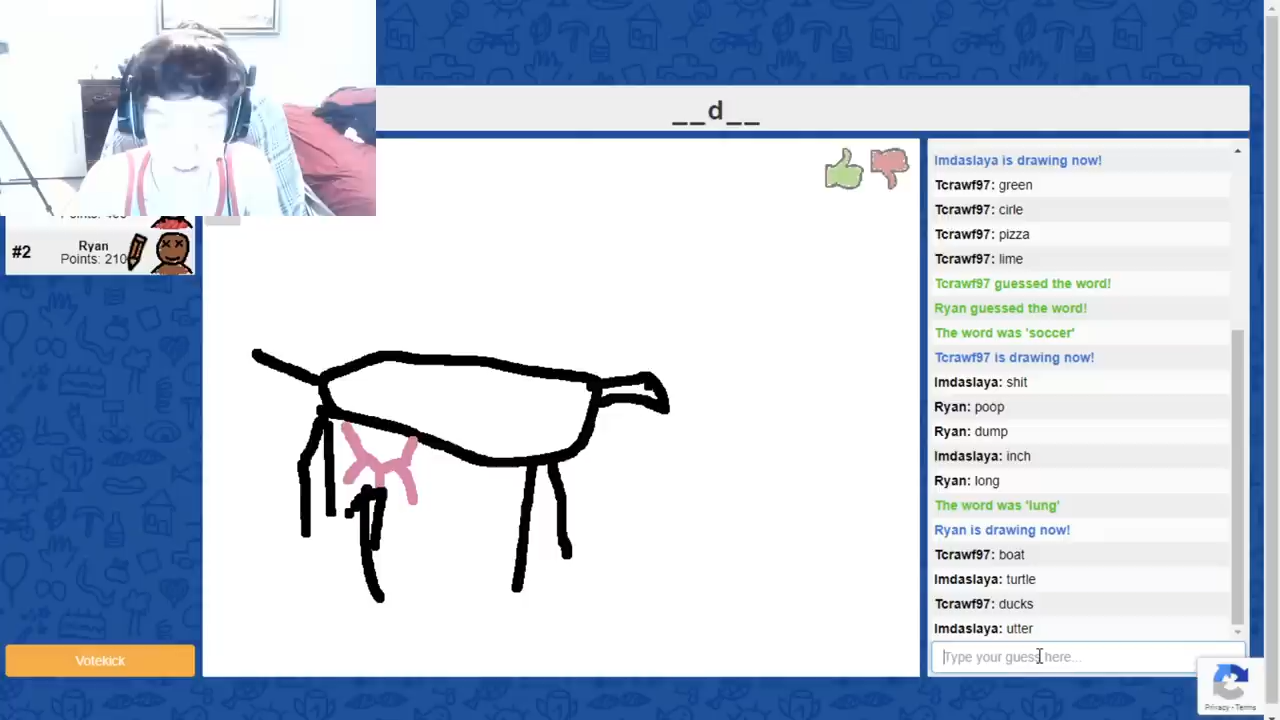 __d__
Imdaslaya is drawing now!
Tcrawf97: green
Tcrawf97: cirle
Tcrawf97: pizza
Tcrawf97: lime
Tcrawf97 guessed the word!
Ryan guessed the word!
The word was 'soccer'
Tcrawf97 is drawing now!
Imdaslaya: shit
Ryan: poop
Ryan: dump
Imdaslaya: inch
Ryan: long
The word was 'lung'
Ryan is drawing now!
Tcrawf97: boat
Imdaslaya: turtle
Tcrawf97: ducks
Imdaslaya: utter
Type your guess here...
#2
Ryan
Points: 210
Votekick
Privacy - Terms